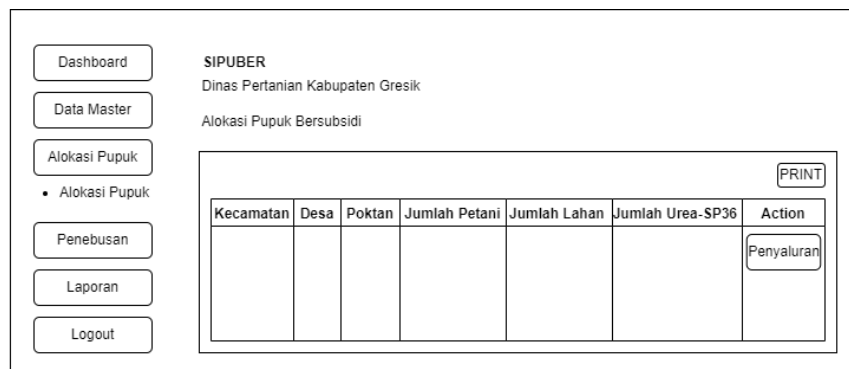 Dashboard
Data Master
Alokasi Pupuk
• Alokasi Pupuk
Penebusan
Laporan
Logout
SIPUBER
Dinas Pertanian Kabupaten Gresik
Alokasi Pupuk Bersubsidi
PRINT
Kecamatan Desa Poktan Jumlah Petani Jumlah Lahan Jumlah Urea-SP36 Action
Penyaluran